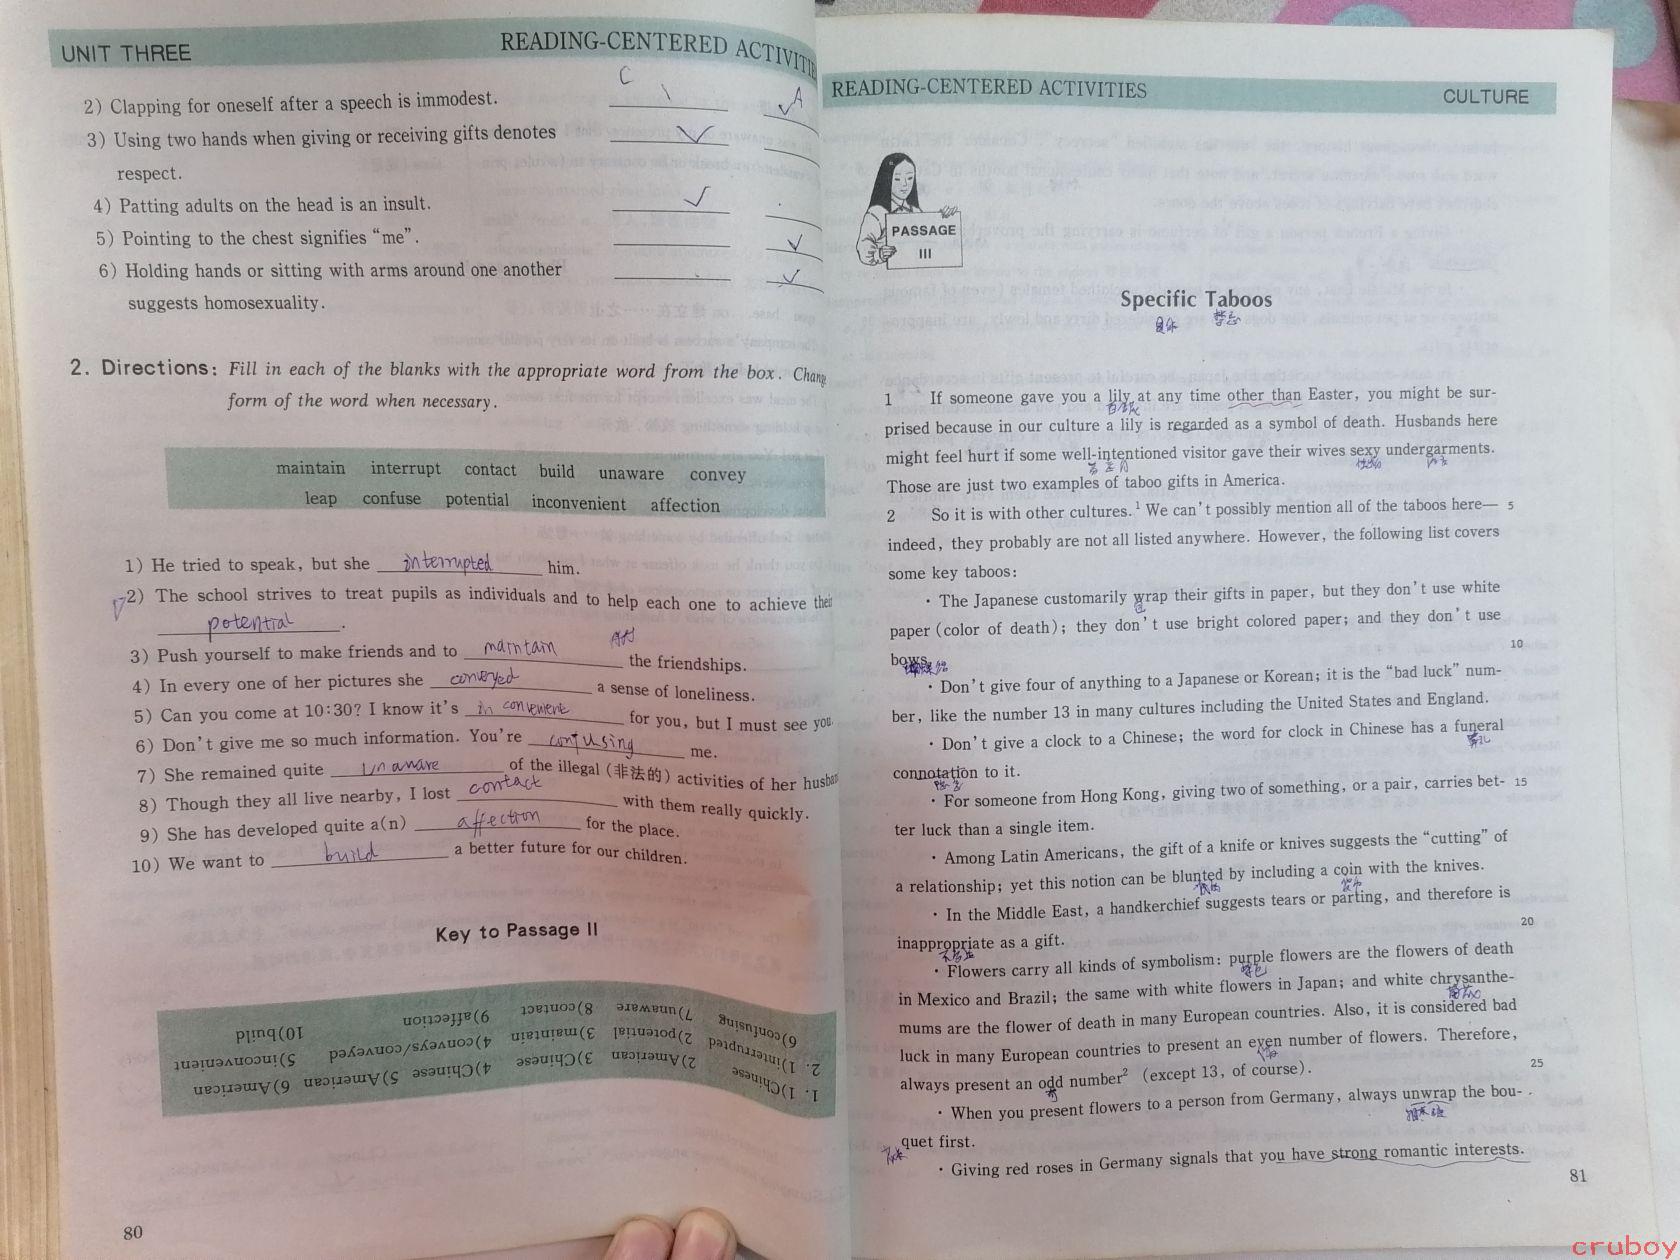 UNIT THREE
READING-CENTERED ACTIVITIE
C
A
2) Clapping for oneself after a speech is immodest.
3) Using two hands when giving or receiving gifts denotes
respect.
4) Patting adults on the head is an insult.
5) Pointing to the chest signifies “me”.
6) Holding hands or sitting with arms around one another
suggests homosexuality.
2. Directions: Fill in each of the blanks with the appropriate word from the box. Chang
form of the word when necessary.
maintain interrupt contact build unaware convey
leap confuse potential inconvenient affection
1) He tried to speak, but she interrupted him.
2) The school strives to treat pupils as individuals and to help each one to achieve their
potential.
3) Push yourself to make friends and to maintain the friendships.
4) In every one of her pictures she conveyed a sense of loneliness.
5) Can you come at 10:30? I know it's inconvenient for you, but I must see you.
6) Don't give me so much information. You're confusing me.
7) She remained quite unaware of the illegal (非法的) activities of her husban
8) Though they all live nearby, I lost contact with them really quickly.
9) She has developed quite a(n) affection for the place.
10) We want to build a better future for our children.
Key to Passage II
1. 1)Chinese 2)American 3)Chinese 4)Chinese 5)American 6)American
2. 1)interrupted 2)potential 3)maintain 4)conveys/conveyed 5)inconvenient
6)confusing 7)unaware 8)contact 9)affection 10)build
80
READING-CENTERED ACTIVITIES
CULTURE
PASSAGE
III
Specific Taboos
具体 禁忌
1 If someone gave you a lily at any time other than Easter, you might be sur-
百合花
prised because in our culture a lily is regarded as a symbol of death. Husbands here
might feel hurt if some well-intentioned visitor gave their wives sexy undergarments.
Those are just two examples of taboo gifts in America.
2 So it is with other cultures.1 We can't possibly mention all of the taboos here— 5
indeed, they probably are not all listed anywhere. However, the following list covers
some key taboos:
· The Japanese customarily wrap their gifts in paper, but they don't use white
包
paper (color of death); they don't use bright colored paper; and they don't use
bows. 10
· Don't give four of anything to a Japanese or Korean; it is the “bad luck” num-
ber, like the number 13 in many cultures including the United States and England.
· Don't give a clock to a Chinese; the word for clock in Chinese has a funeral
葬礼
connotation to it.
· For someone from Hong Kong, giving two of something, or a pair, carries bet- 15
ter luck than a single item.
· Among Latin Americans, the gift of a knife or knives suggests the “cutting” of
a relationship; yet this notion can be blunted by including a coin with the knives.
· In the Middle East, a handkerchief suggests tears or parting, and therefore is
inappropriate as a gift. 20
· Flowers carry all kinds of symbolism: purple flowers are the flowers of death
紫色
in Mexico and Brazil; the same with white flowers in Japan; and white chrysanthe-
mums are the flower of death in many European countries. Also, it is considered bad
luck in many European countries to present an even number of flowers. Therefore,
always present an odd number2 (except 13, of course). 25
· When you present flowers to a person from Germany, always unwrap the bou-
quet first.
· Giving red roses in Germany signals that you have strong romantic interests.
81
cruboy